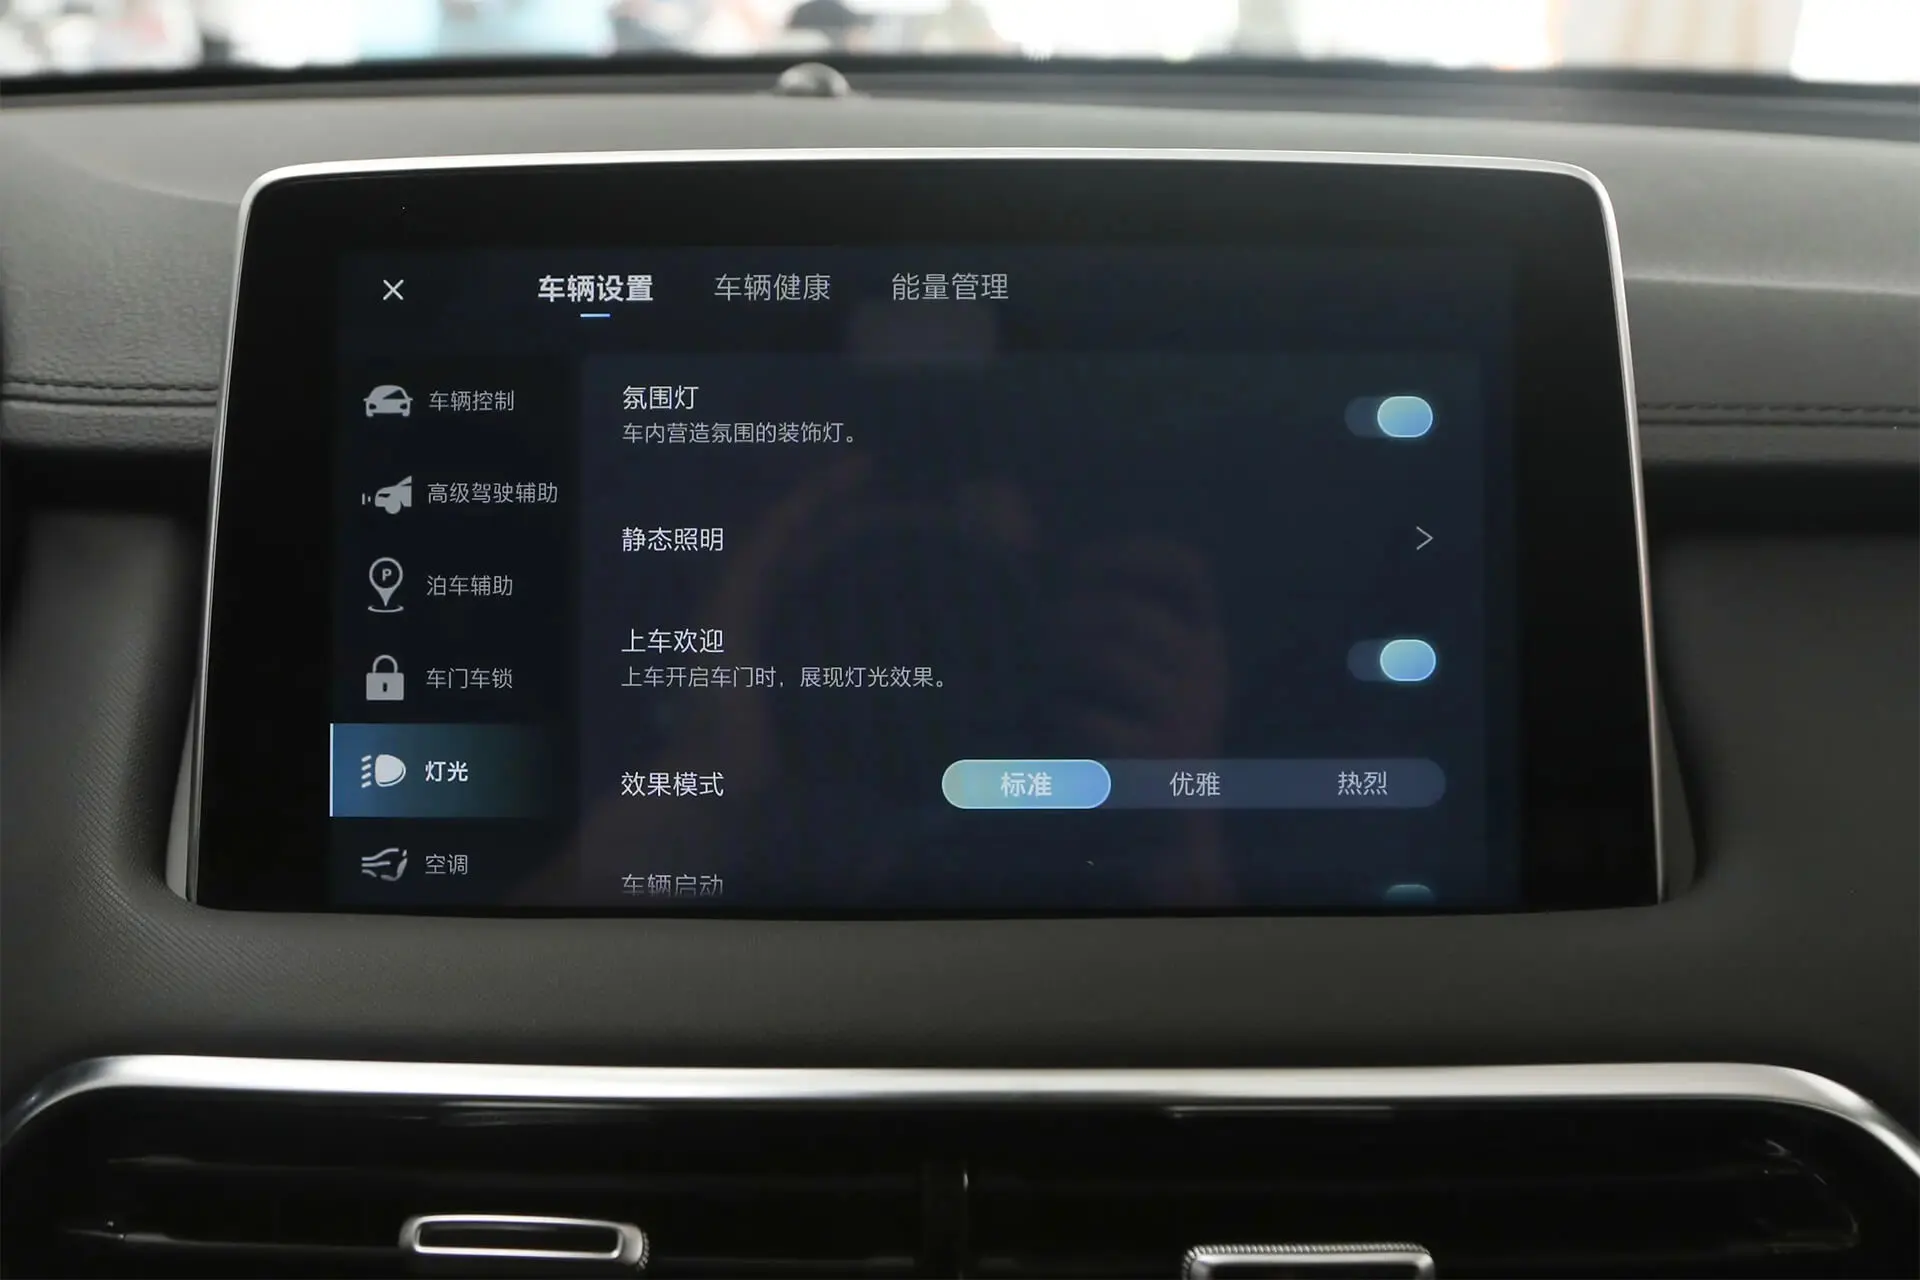 车辆设置 车辆健康 能量管理
车辆控制
高级驾驶辅助
P
泊车辅助
车门车锁
灯光
空调
氛围灯
车内营造氛围的装饰灯。
静态照明
上车欢迎
上车开启车门时，展现灯光效果。
效果模式 标准 优雅 热烈
车辆启动